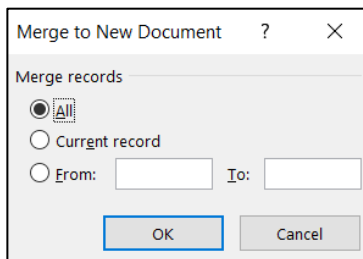 Merge to New Document ? ×
Merge records
All
Current record
From: To:
OK Cancel